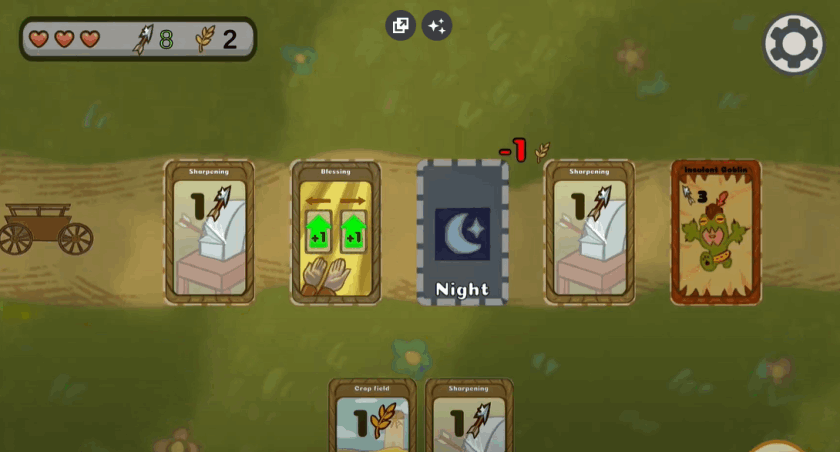 8 2
-1
Sharpening
1
Blessing
+1 +1
Night
Sharpening
1
Insolent Goblin
3
Crop field
1
Sharpening
1